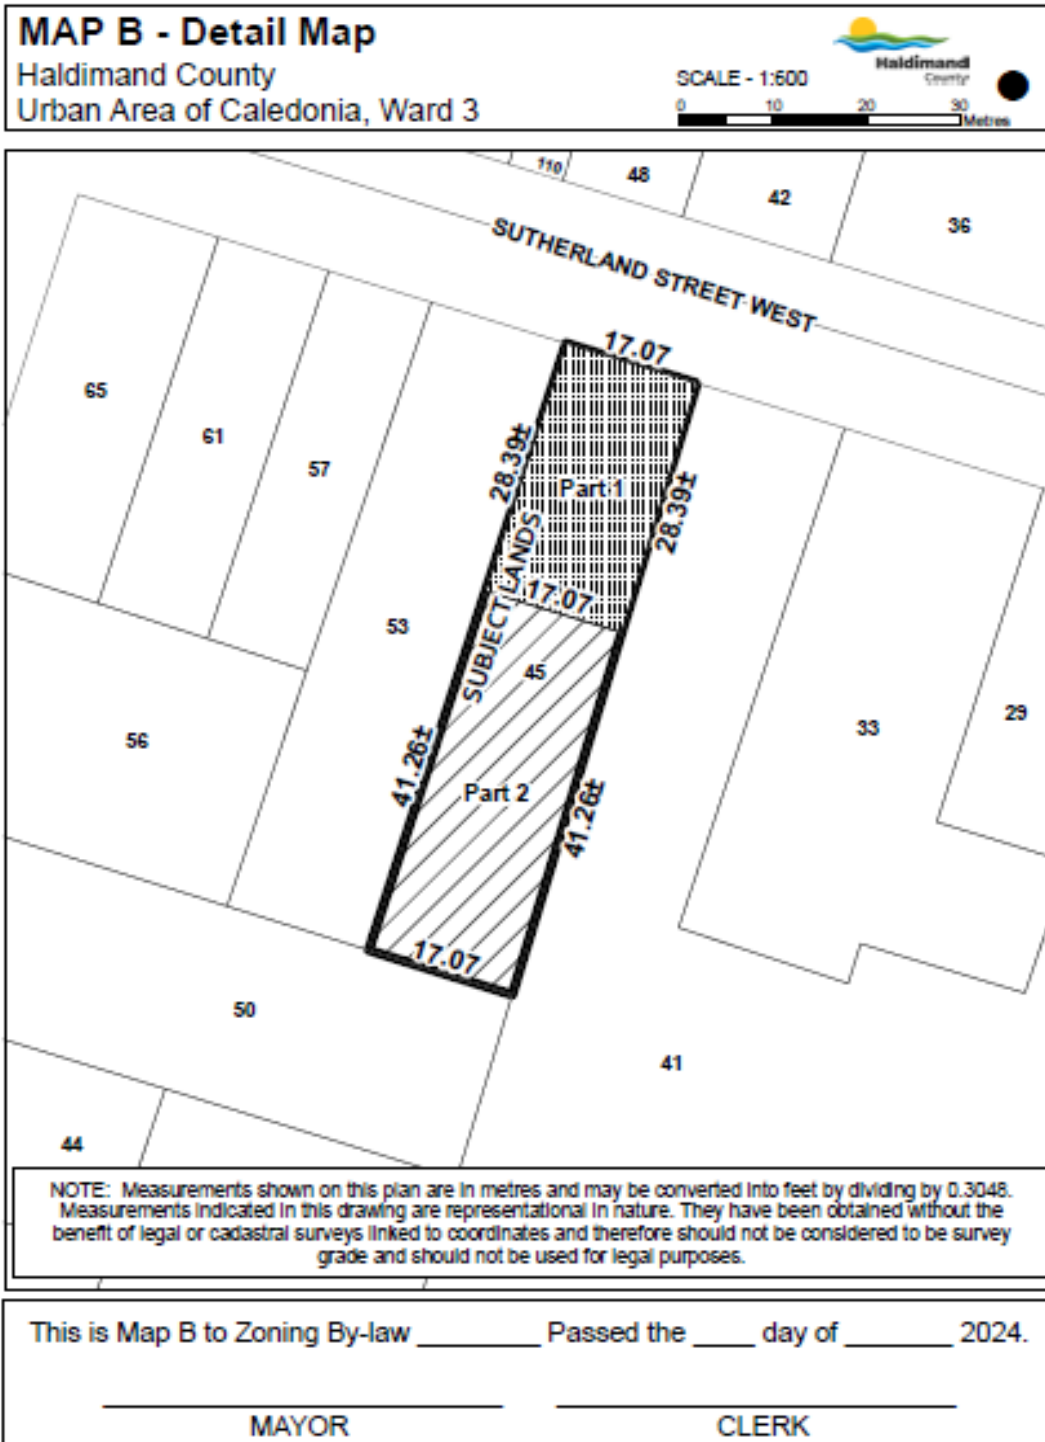 MAP B - Detail Map
Haldimand County
Urban Area of Caledonia, Ward 3
Haldimand
County
SCALE - 1:600
0 10 20 30
Metres
110
48
42
36
SUTHERLAND STREET WEST
17.07
65
61
57
28.39±
Part 1
28.39±
SUBJECT LANDS
17.07
53
45
56
33
29
41.26±
Part 2
41.26±
17.07
50
41
44
NOTE: Measurements shown on this plan are in metres and may be converted into feet by dividing by 0.3048.
Measurements indicated in this drawing are representational in nature. They have been obtained without the
benefit of legal or cadastral surveys linked to coordinates and therefore should not be considered to be survey
grade and should not be used for legal purposes.
This is Map B to Zoning By-law ________ Passed the ____ day of _______ 2024.
MAYOR CLERK